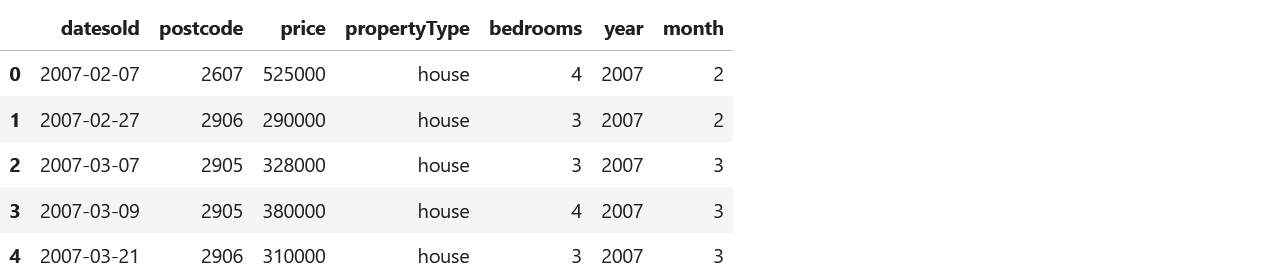 datesold postcode price propertyType bedrooms year month
0 2007-02-07 2607 525000 house 4 2007 2
1 2007-02-27 2906 290000 house 3 2007 2
2 2007-03-07 2905 328000 house 3 2007 3
3 2007-03-09 2905 380000 house 4 2007 3
4 2007-03-21 2906 310000 house 3 2007 3